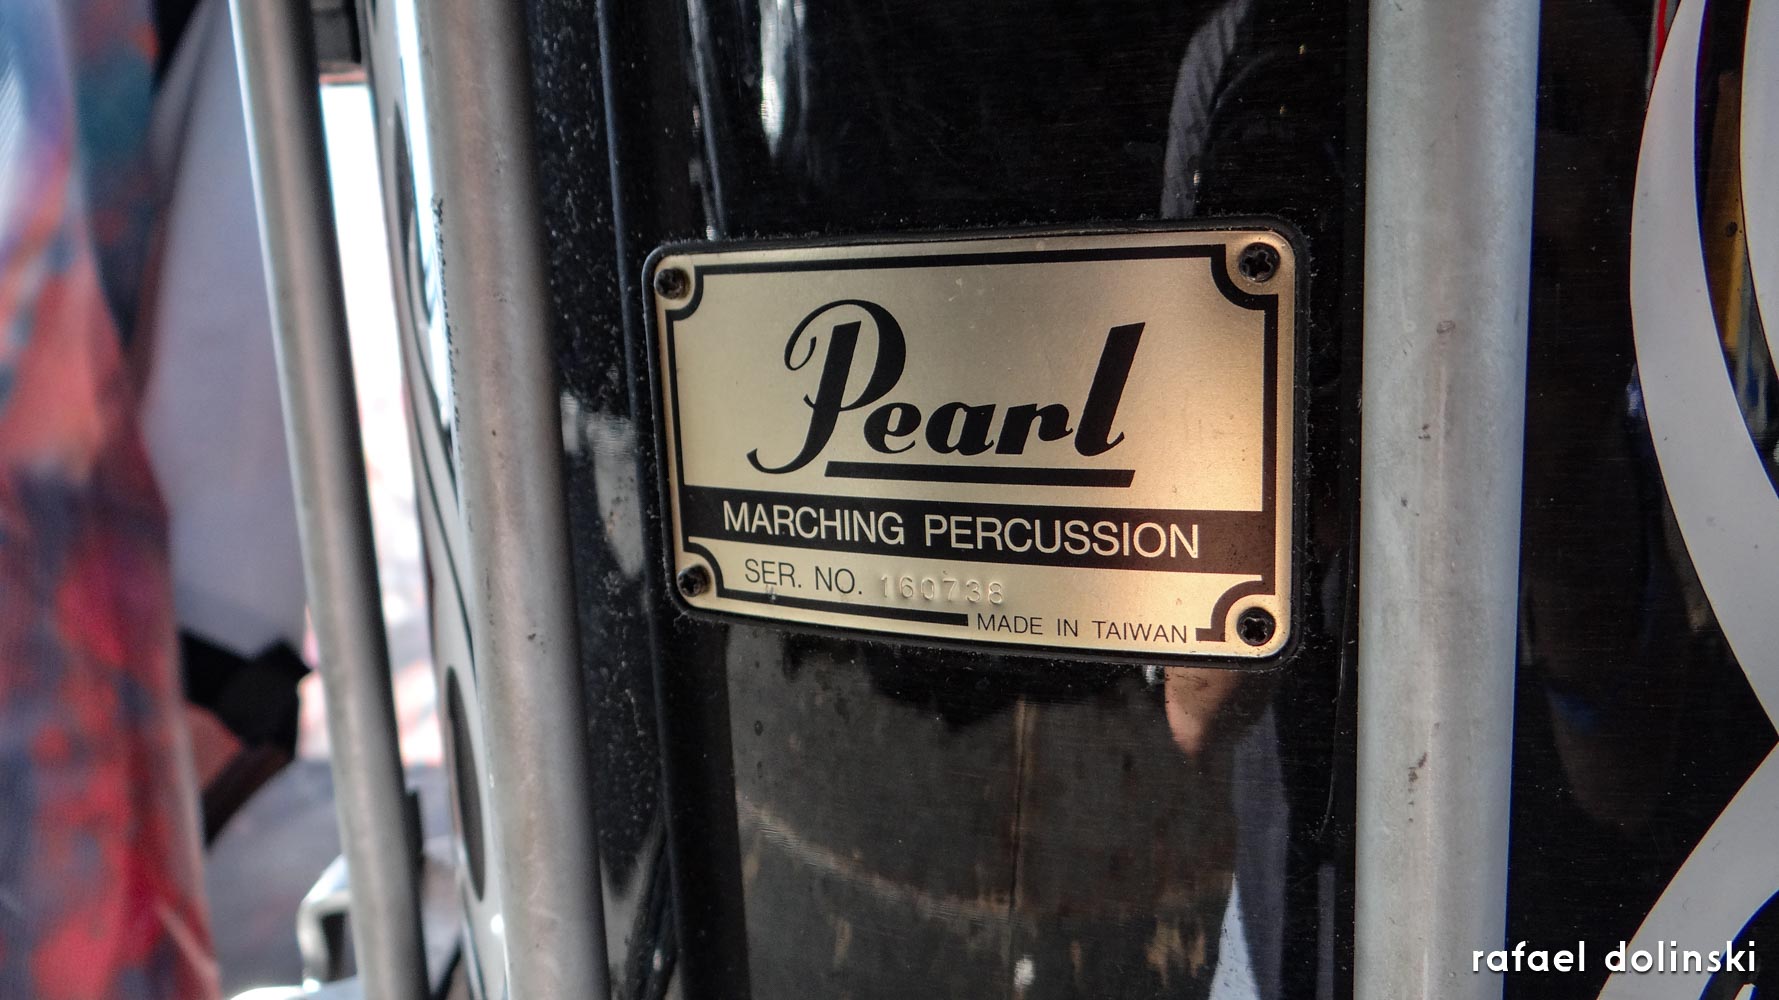 Pearl
MARCHING PERCUSSION
SER. NO. 160738
MADE IN TAIWAN
rafael dolinski